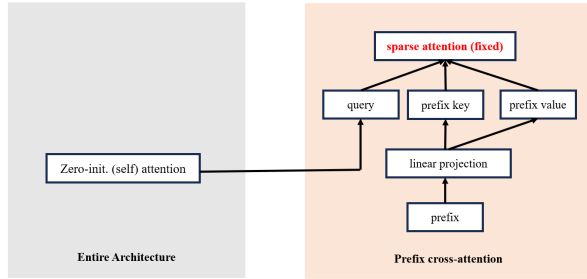 sparse attention (fixed)
query
prefix key
prefix value
Zero-init. (self) attention
linear projection
prefix
Entire Architecture
Prefix cross-attention